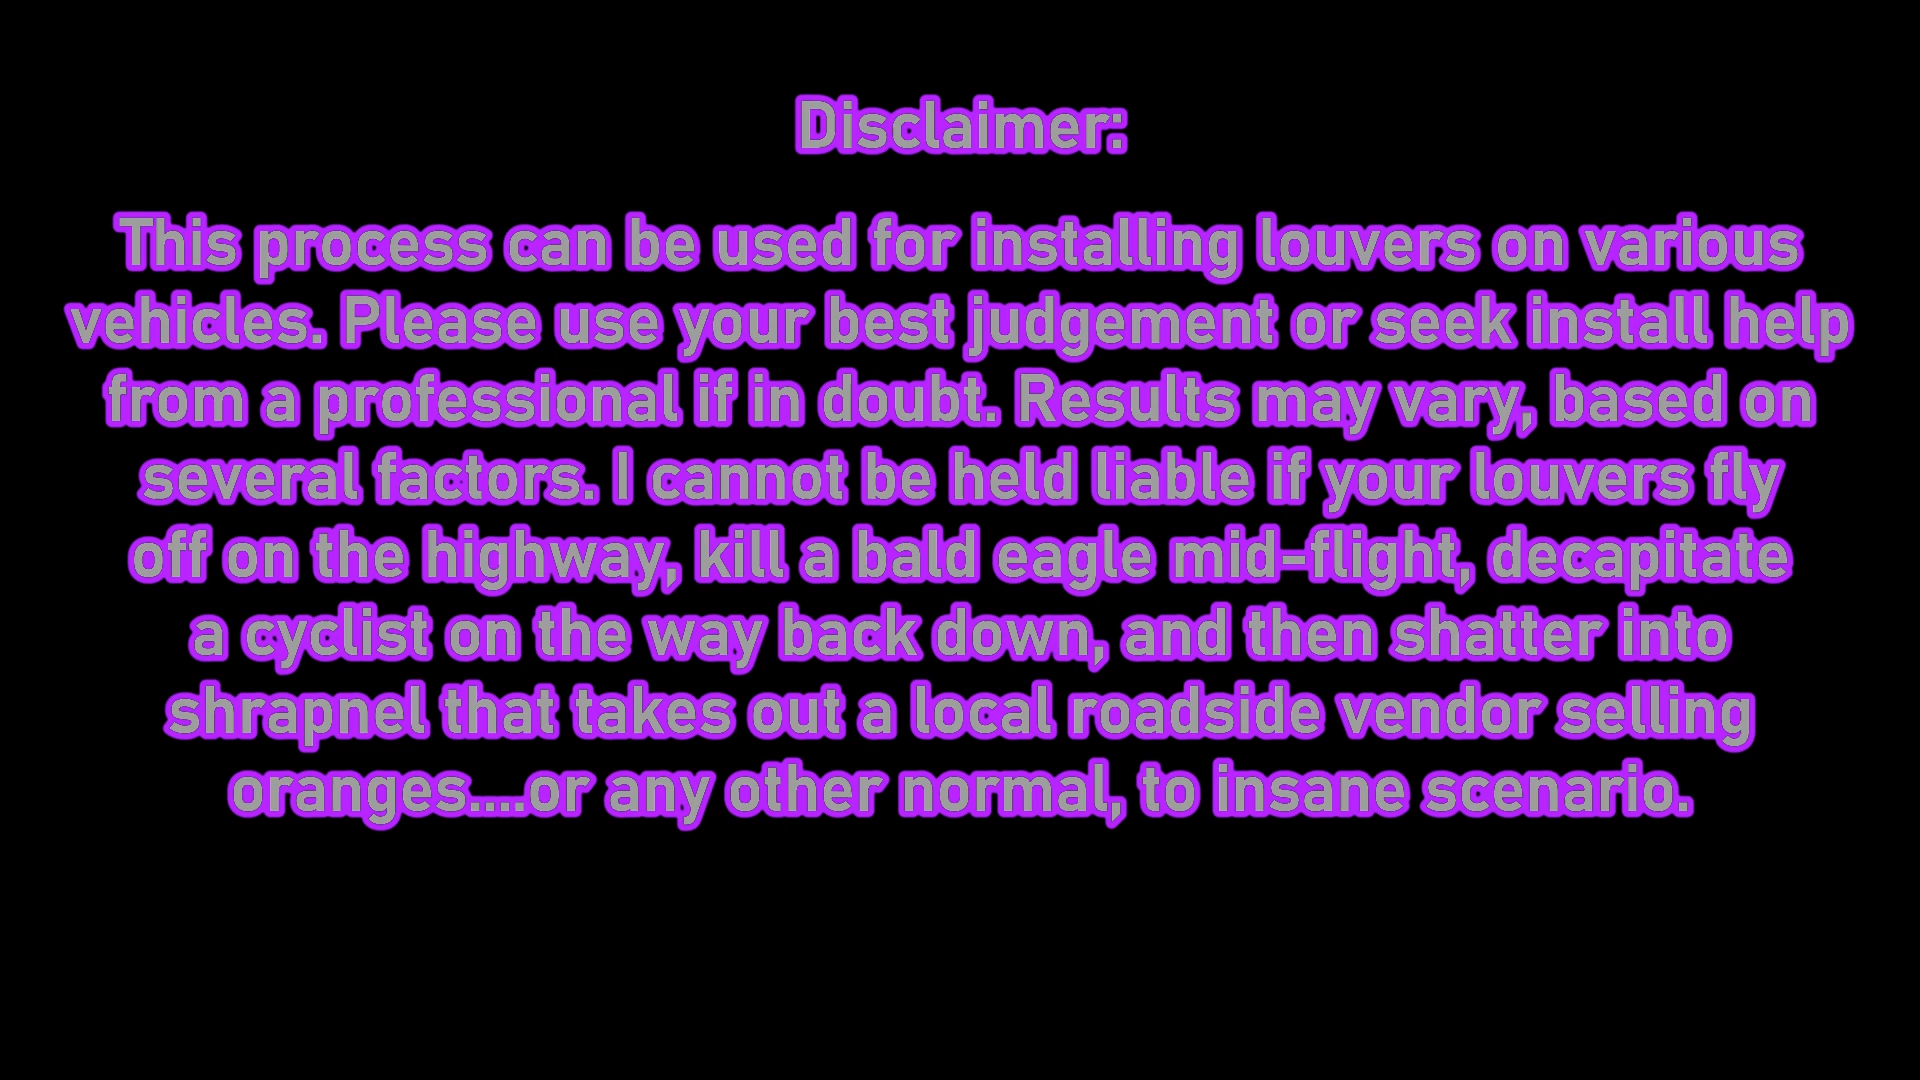 Disclaimer:
This process can be used for installing louvers on various
vehicles. Please use your best judgement or seek install help
from a professional if in doubt. Results may vary, based on
several factors. I cannot be held liable if your louvers fly
off on the highway, kill a bald eagle mid-flight, decapitate
a cyclist on the way back down, and then shatter into
shrapnel that takes out a local roadside vendor selling
oranges....or any other normal, to insane scenario.